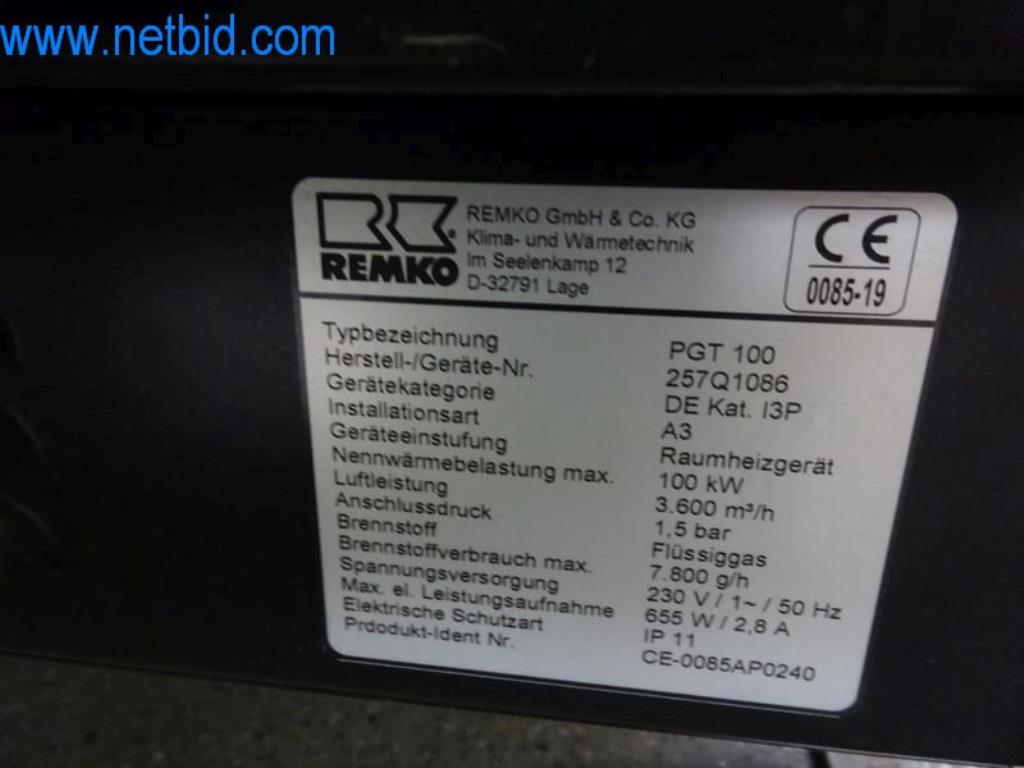 www.netbid.com
REMKO
REMKO GmbH & Co. KG
Klima- und Wärmetechnik
Im Seelenkamp 12
D-32791 Lage
CE
0085-19
Typbezeichnung PGT 100
Herstell-/Geräte-Nr. 257Q1086
Gerätekategorie DE Kat. I3P
Installationsart A3
Geräteeinstufung Raumheizgerät
Nennwärmebelastung max. 100 kW
Luftleistung 3.600 m³/h
Anschlussdruck 1,5 bar
Brennstoff Flüssiggas
Brennstoffverbrauch max. 7.800 g/h
Spannungsversorgung 230 V / 1~ / 50 Hz
Max. el. Leistungsaufnahme 655 W / 2,8 A
Elektrische Schutzart IP 11
Prdodukt-Ident Nr. CE-0085AP0240